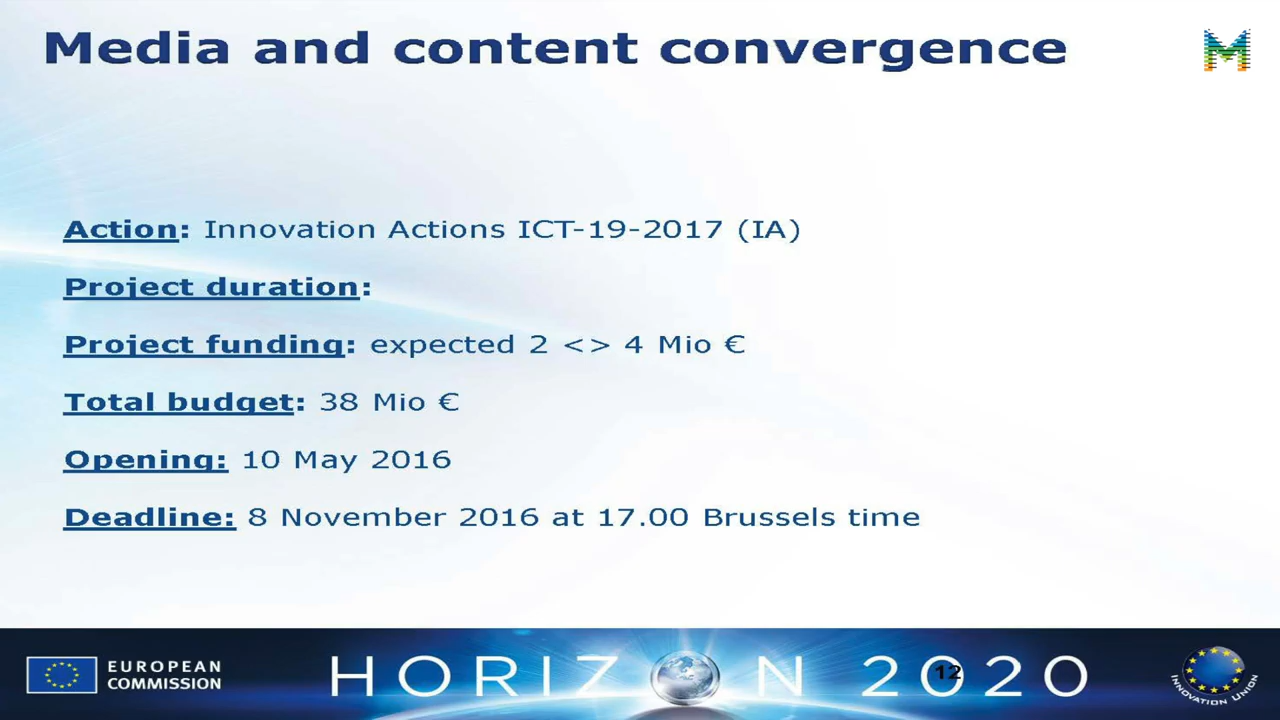 Media and content convergence
Action: Innovation Actions ICT-19-2017 (IA)
Project duration:
Project funding: expected 2 <> 4 Mio €
Total budget: 38 Mio €
Opening: 10 May 2016
Deadline: 8 November 2016 at 17.00 Brussels time
EUROPEAN
COMMISSION
HORIZON 2020
12
INNOVATION UNION